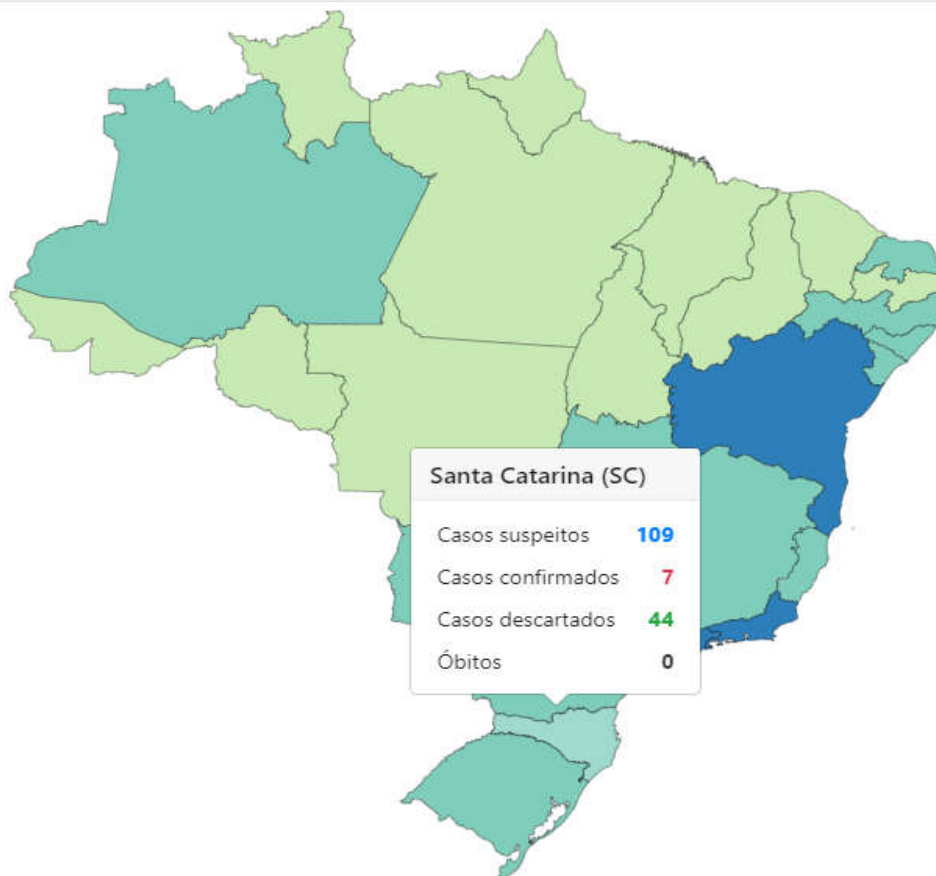 Santa Catarina (SC)
Casos suspeitos 109
Casos confirmados 7
Casos descartados 44
Óbitos 0